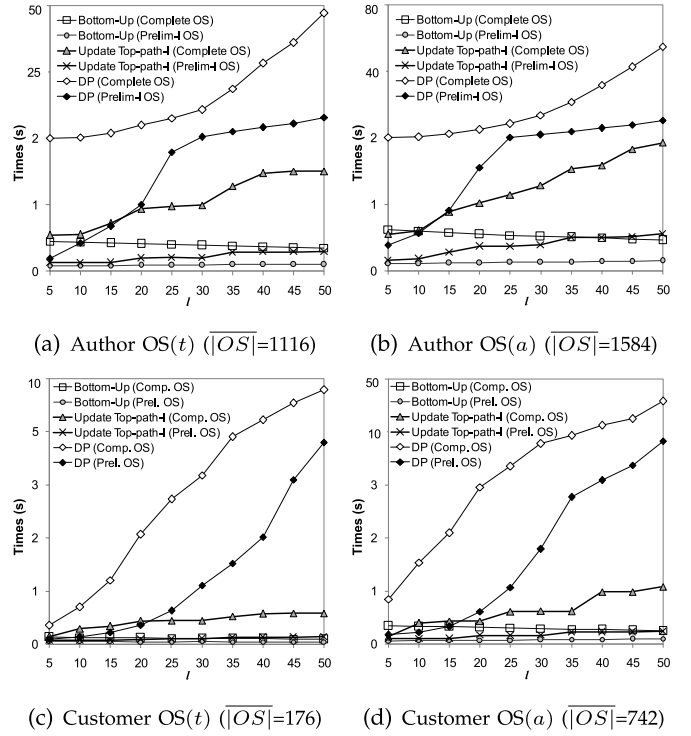 50
25
2
1
0
Times (s)
Bottom-Up (Complete OS)
Bottom-Up (Prelim-l OS)
Update Top-path-l (Complete OS)
Update Top-path-l (Prelim-l OS)
DP (Complete OS)
DP (Prelim-l OS)
5 10 15 20 25 30 35 40 45 50
l
(a) Author OS(t) (|OS|=1116)
80
40
2
1
0
Times (s)
Bottom-Up (Complete OS)
Bottom-Up (Prelim-l OS)
Update Top-path-l (Complete OS)
Update Top-path-l (Prelim-l OS)
DP (Complete OS)
DP (Prelim-l OS)
5 10 15 20 25 30 35 40 45 50
l
(b) Author OS(a) (|OS|=1584)
10
5
3
2
1
0
Times (s)
Bottom-Up (Comp. OS)
Bottom-Up (Prel. OS)
Update Top-path-l (Comp. OS)
Update Top-path-l (Prel. OS)
DP (Comp. OS)
DP (Prel. OS)
5 10 15 20 25 30 35 40 45 50
l
(c) Customer OS(t) (|OS|=176)
50
10
3
2
1
0
Times (s)
Bottom-Up (Comp. OS)
Bottom-Up (Prel. OS)
Update Top-path-l (Comp. OS)
Update Top-path-l (Prel. OS)
DP (Comp. OS)
DP (Prel. OS)
5 10 15 20 25 30 35 40 45 50
l
(d) Customer OS(a) (|OS|=742)